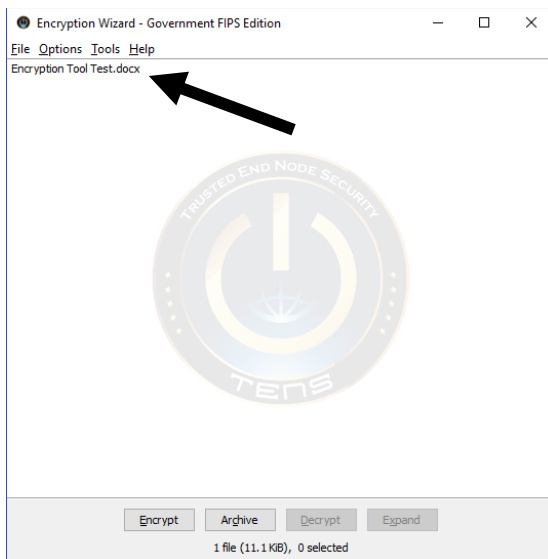 Encryption Wizard - Government FIPS Edition
File Options Tools Help
Encryption Tool Test.docx
TRUSTED END NODE SECURITY
TENS
Encrypt Archive Decrypt Expand
1 file (11.1 KiB), 0 selected